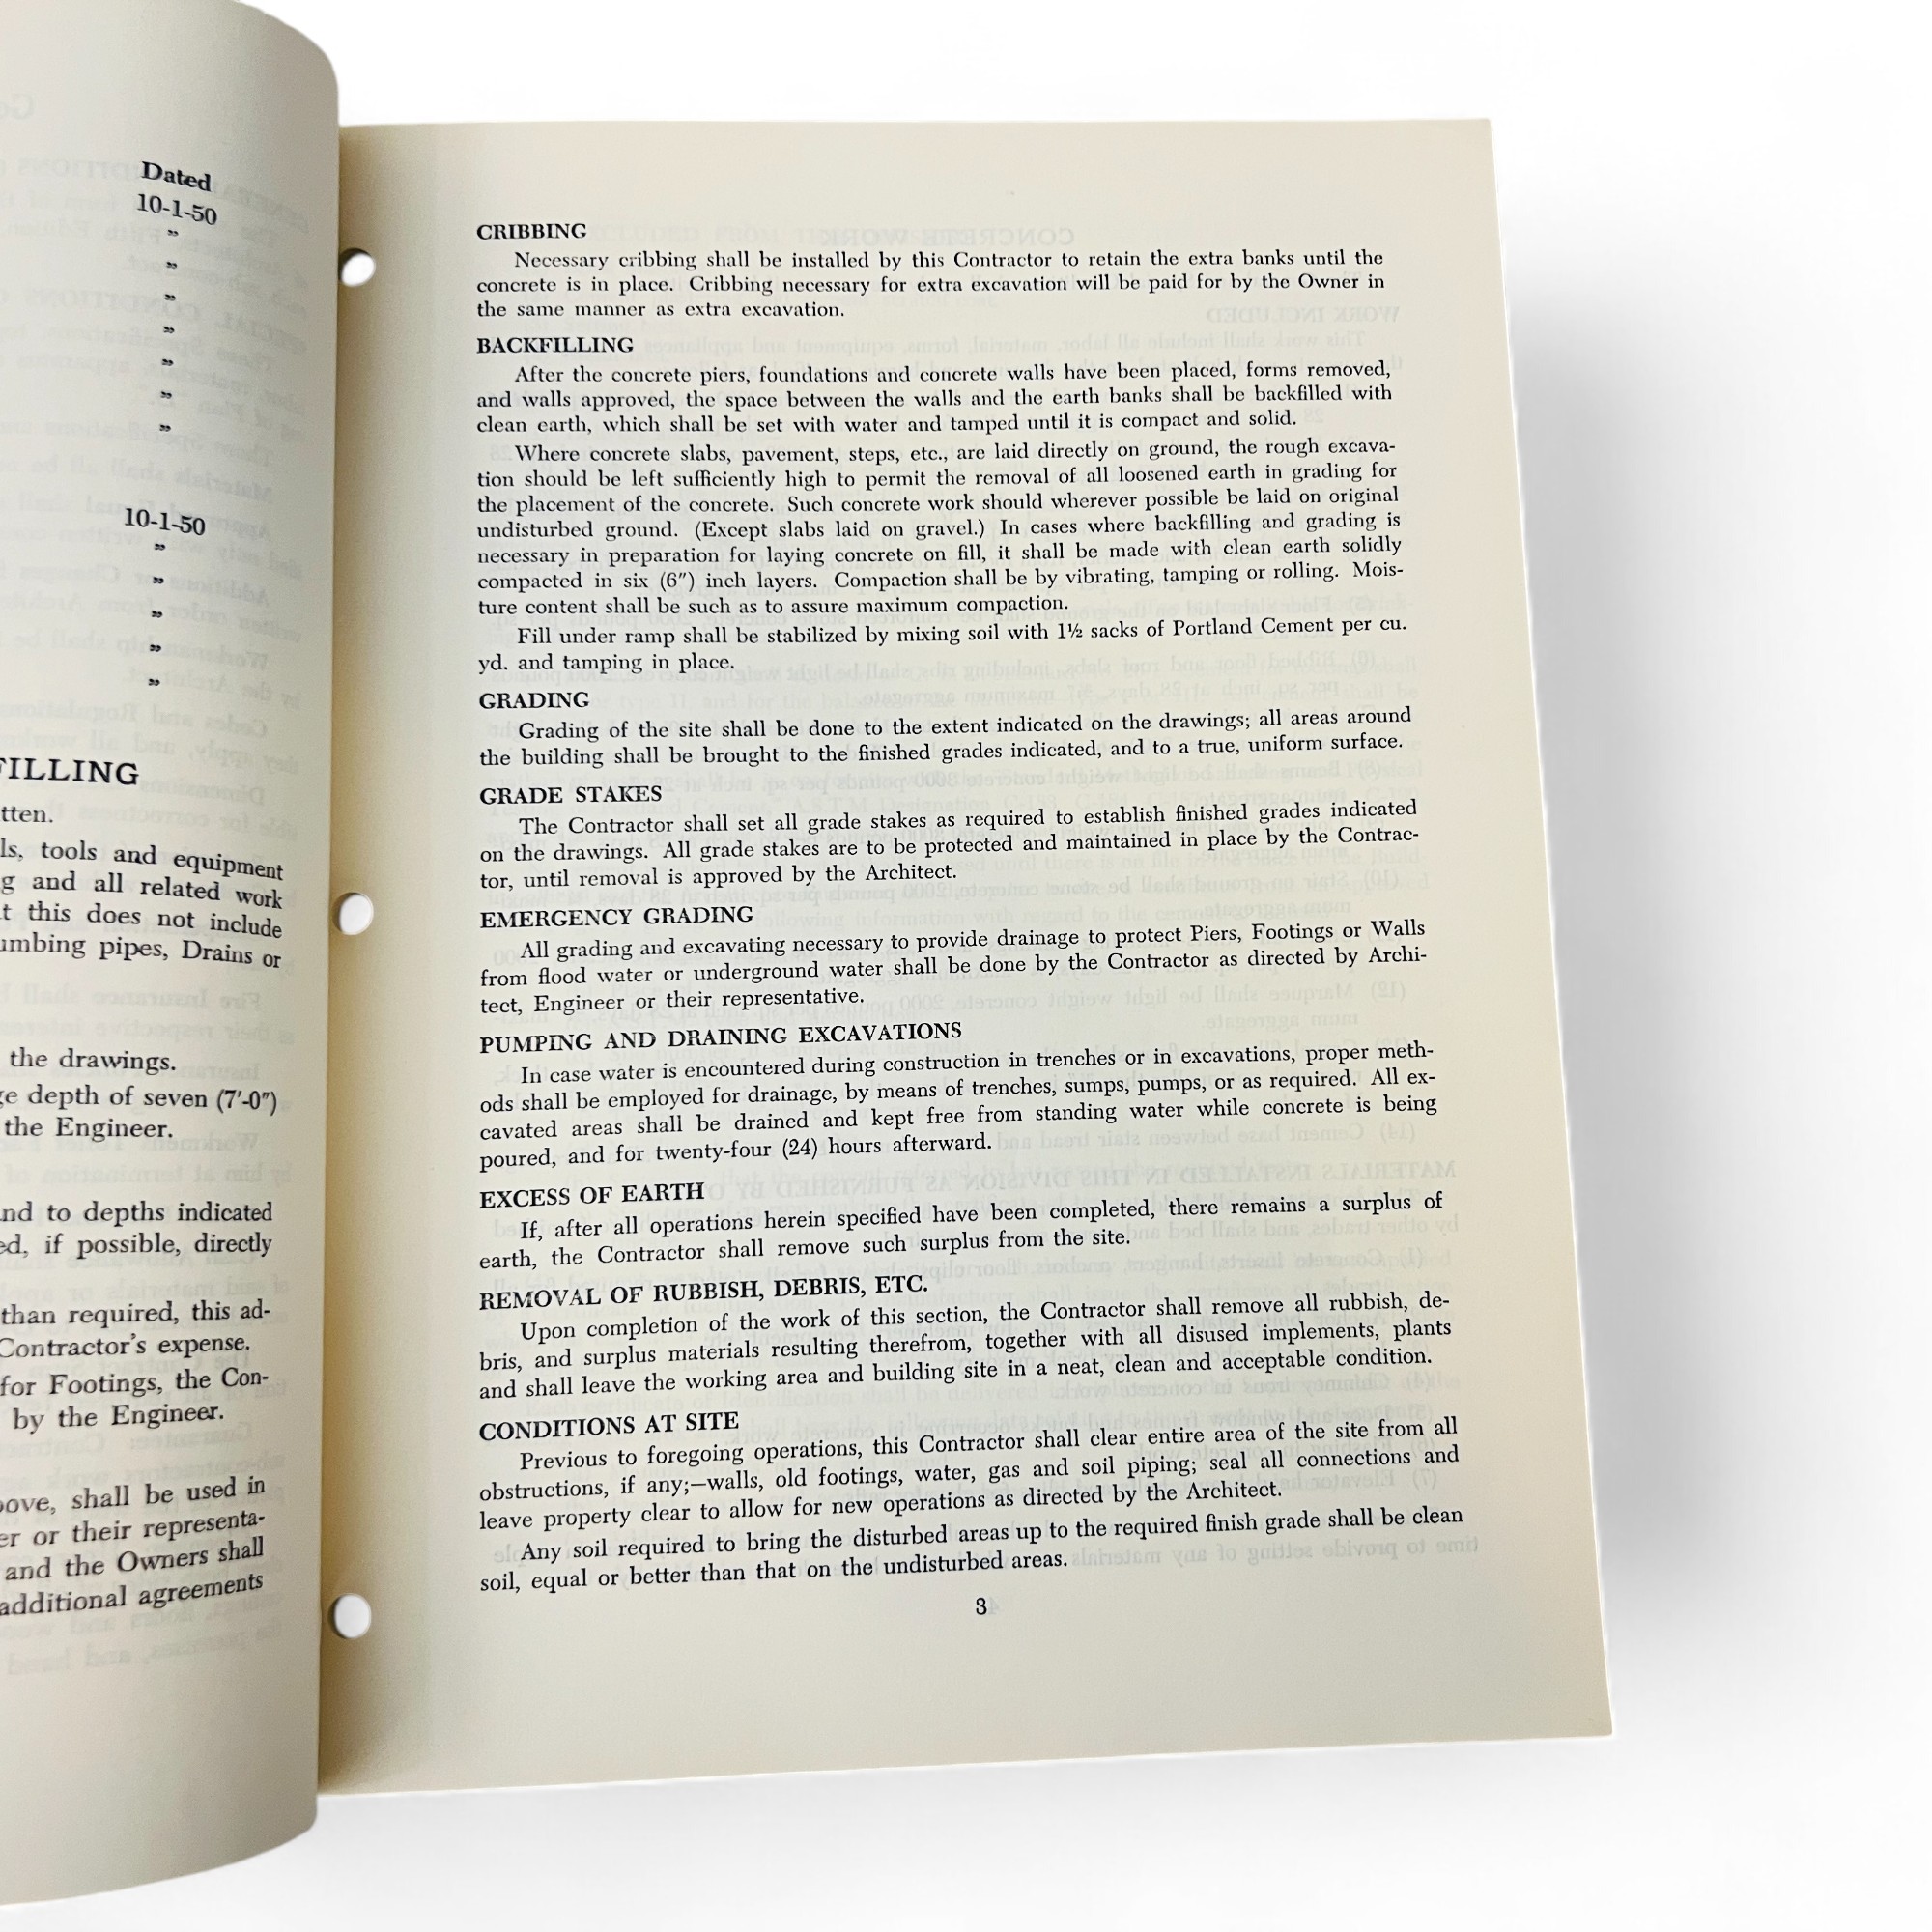 Dated
10-1-50
”
”
”
”
”
”
”
10-1-50
”
”
”
”
”
FILLING
tten.
ls, tools and equipment
g and all related work
t this does not include
umbing pipes, Drains or
the drawings.
ge depth of seven (7′-0″)
the Engineer.
nd to depths indicated
ed, if possible, directly
than required, this ad-
Contractor's expense.
for Footings, the Con-
by the Engineer.
ove, shall be used in
er or their representa-
and the Owners shall
additional agreements
CRIBBING
Necessary cribbing shall be installed by this Contractor to retain the extra banks until the
concrete is in place. Cribbing necessary for extra excavation will be paid for by the Owner in
the same manner as extra excavation.
BACKFILLING
After the concrete piers, foundations and concrete walls have been placed, forms removed,
and walls approved, the space between the walls and the earth banks shall be backfilled with
clean earth, which shall be set with water and tamped until it is compact and solid.
Where concrete slabs, pavement, steps, etc., are laid directly on ground, the rough excava-
tion should be left sufficiently high to permit the removal of all loosened earth in grading for
the placement of the concrete. Such concrete work should wherever possible be laid on original
undisturbed ground. (Except slabs laid on gravel.) In cases where backfilling and grading is
necessary in preparation for laying concrete on fill, it shall be made with clean earth solidly
compacted in six (6″) inch layers. Compaction shall be by vibrating, tamping or rolling. Mois-
ture content shall be such as to assure maximum compaction.
Fill under ramp shall be stabilized by mixing soil with 1½ sacks of Portland Cement per cu.
yd. and tamping in place.
GRADING
Grading of the site shall be done to the extent indicated on the drawings; all areas around
the building shall be brought to the finished grades indicated, and to a true, uniform surface.
GRADE STAKES
The Contractor shall set all grade stakes as required to establish finished grades indicated
on the drawings. All grade stakes are to be protected and maintained in place by the Contrac-
tor, until removal is approved by the Architect.
EMERGENCY GRADING
All grading and excavating necessary to provide drainage to protect Piers, Footings or Walls
from flood water or underground water shall be done by the Contractor as directed by Archi-
tect, Engineer or their representative.
PUMPING AND DRAINING EXCAVATIONS
In case water is encountered during construction in trenches or in excavations, proper meth-
ods shall be employed for drainage, by means of trenches, sumps, pumps, or as required. All ex-
cavated areas shall be drained and kept free from standing water while concrete is being
poured, and for twenty-four (24) hours afterward.
EXCESS OF EARTH
If, after all operations herein specified have been completed, there remains a surplus of
earth, the Contractor shall remove such surplus from the site.
REMOVAL OF RUBBISH, DEBRIS, ETC.
Upon completion of the work of this section, the Contractor shall remove all rubbish, de-
bris, and surplus materials resulting therefrom, together with all disused implements, plants
and shall leave the working area and building site in a neat, clean and acceptable condition.
CONDITIONS AT SITE
Previous to foregoing operations, this Contractor shall clear entire area of the site from all
obstructions, if any;—walls, old footings, water, gas and soil piping; seal all connections and
leave property clear to allow for new operations as directed by the Architect.
Any soil required to bring the disturbed areas up to the required finish grade shall be clean
soil, equal or better than that on the undisturbed areas.
3